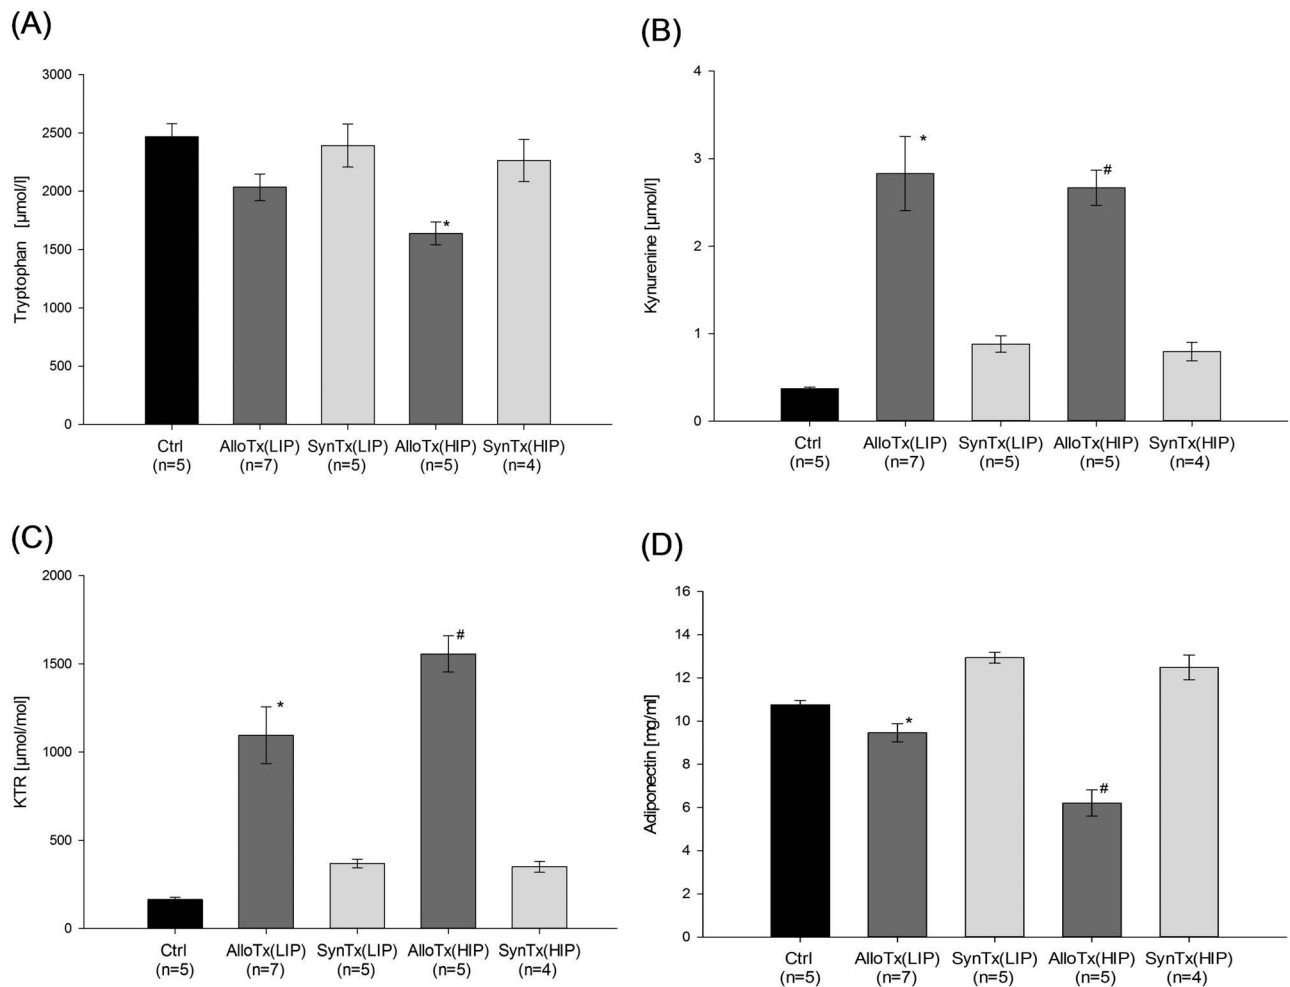 (A)
3000
2500
2000
1500
1000
500
0
Tryptophan [µmol/l]
*
Ctrl AlloTx(LIP) SynTx(LIP) AlloTx(HIP) SynTx(HIP)
(n=5) (n=7) (n=5) (n=5) (n=4)
(B)
4
3
2
1
0
Kynurenine [µmol/l]
*
#
Ctrl AlloTx(LIP) SynTx(LIP) AlloTx(HIP) SynTx(HIP)
(n=5) (n=7) (n=5) (n=5) (n=4)
(C)
2000
1500
1000
500
0
KTR [µmol/mol]
*
#
Ctrl AlloTx(LIP) SynTx(LIP) AlloTx(HIP) SynTx(HIP)
(n=5) (n=7) (n=5) (n=5) (n=4)
(D)
16
14
12
10
8
6
4
2
0
Adiponectin [mg/ml]
*
#
Ctrl AlloTx(LIP) SynTx(LIP) AlloTx(HIP) SynTx(HIP)
(n=5) (n=7) (n=5) (n=5) (n=4)